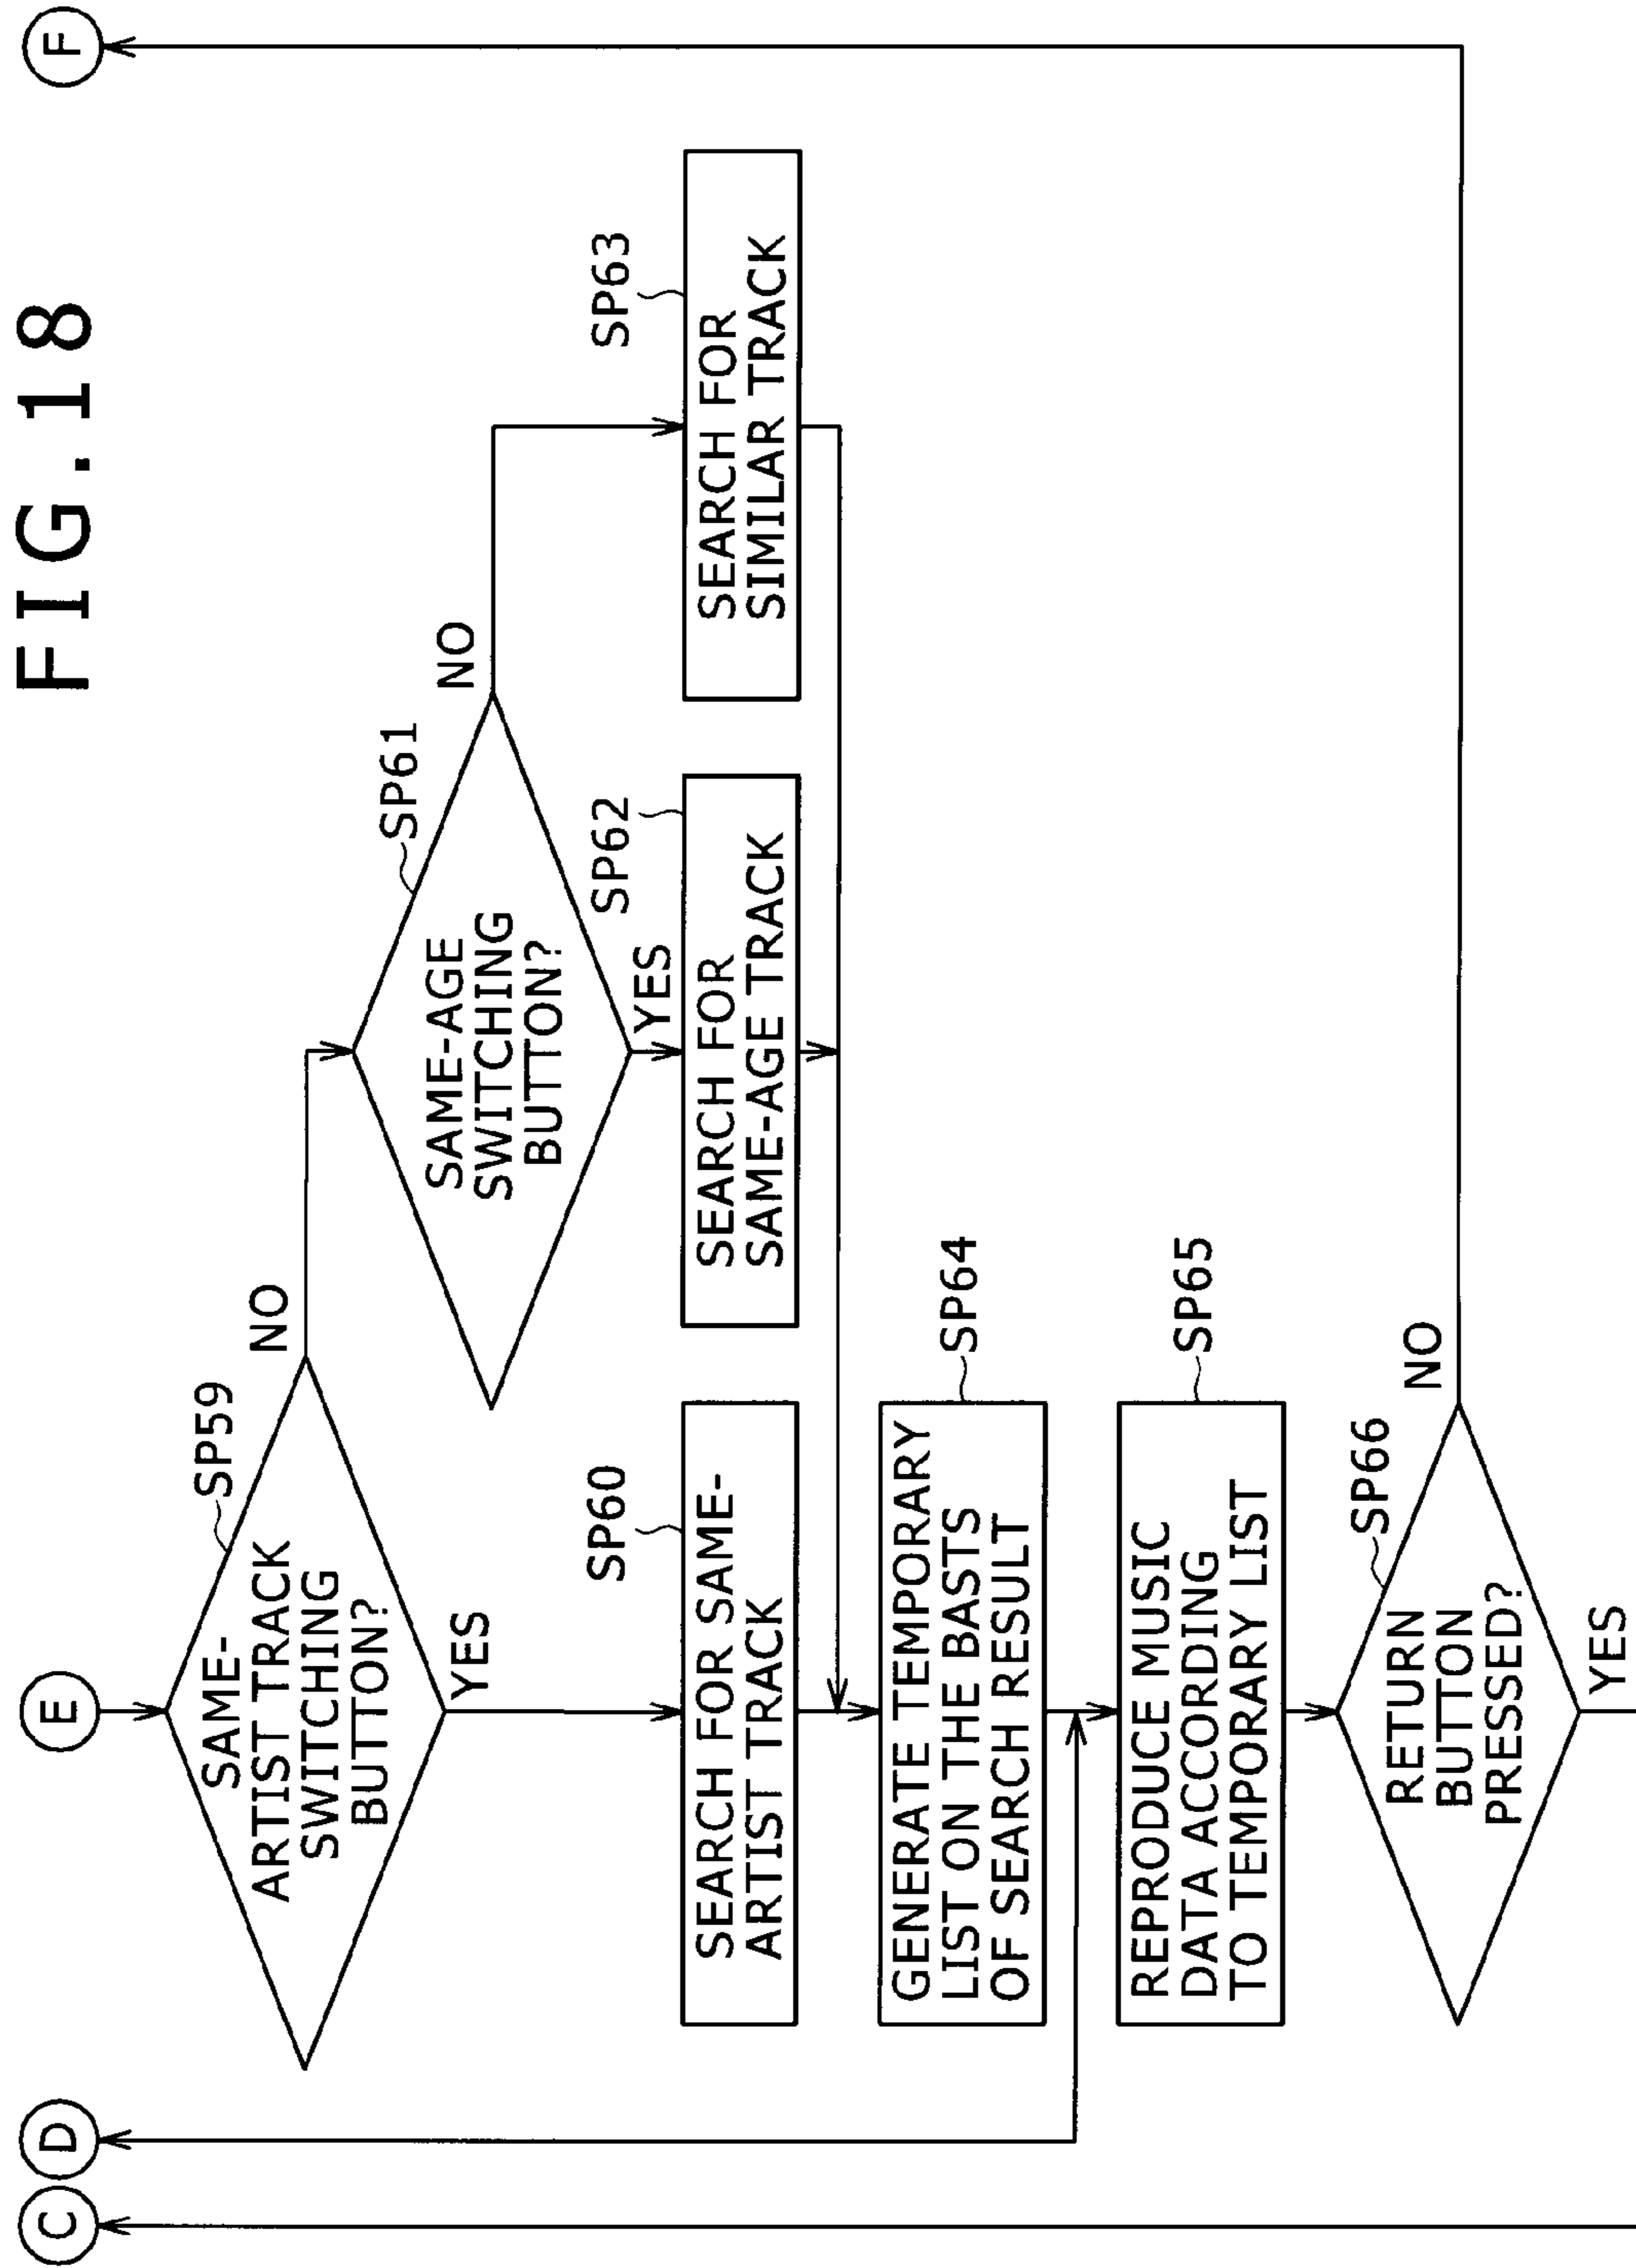 FIG.18
C
D
E
F
SAME-
ARTIST TRACK
SWITCHING
BUTTON?
SP59
NO
YES
SAME-AGE
SWITCHING
BUTTON?
SP61
NO
YES
SP60
SEARCH FOR SAME-
ARTIST TRACK
SP62
SEARCH FOR
SAME-AGE TRACK
SP63
SEARCH FOR
SIMILAR TRACK
GENERATE TEMPORARY
LIST ON THE BASTS
OF SEARCH RESULT
SP64
REPRODUCE MUSIC
DATA ACCORDING
TO TEMPORARY LIST
SP65
RETURN
BUTTON
PRESSED?
SP66
NO
YES